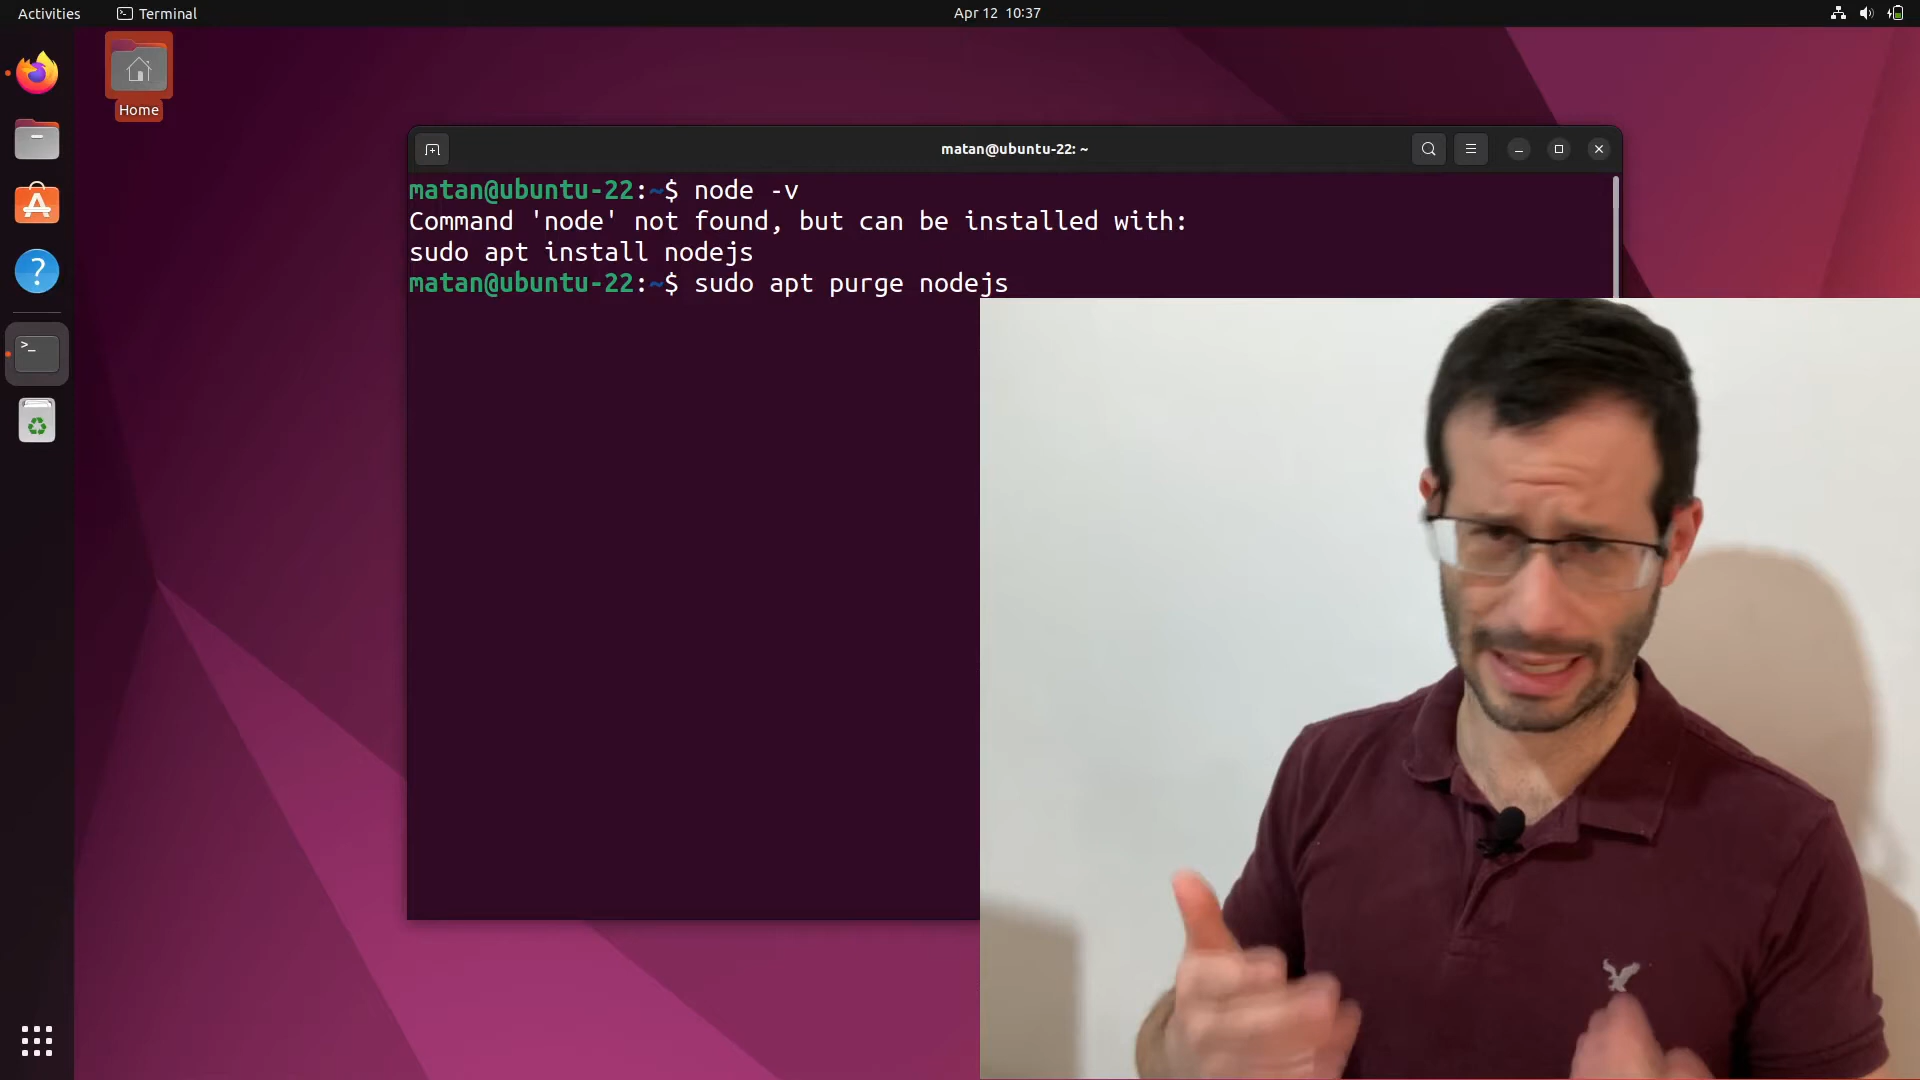 Activities
Terminal
Apr 12 10:37
Home
matan@ubuntu-22: ~
matan@ubuntu-22:~$ node -v
Command 'node' not found, but can be installed with:
sudo apt install nodejs
matan@ubuntu-22:~$ sudo apt purge nodejs